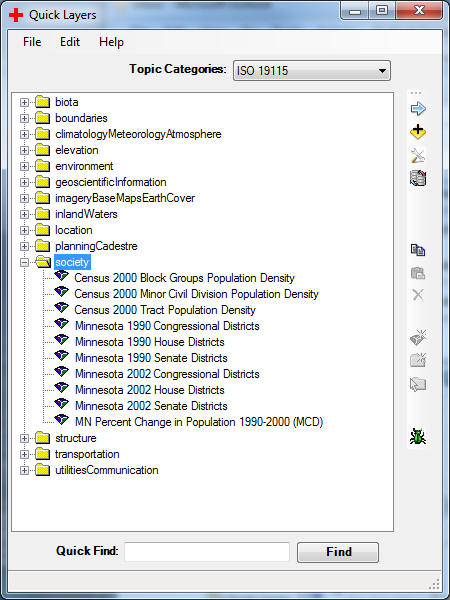 Quick Layers
File Edit Help
Topic Categories: ISO 19115
biota
boundaries
climatologyMeteorologyAtmosphere
elevation
environment
geoscientificInformation
imageryBaseMapsEarthCover
inlandWaters
location
planningCadestre
society
Census 2000 Block Groups Population Density
Census 2000 Minor Civil Division Population Density
Census 2000 Tract Population Density
Minnesota 1990 Congressional Districts
Minnesota 1990 House Districts
Minnesota 1990 Senate Districts
Minnesota 2002 Congressional Districts
Minnesota 2002 House Districts
Minnesota 2002 Senate Districts
MN Percent Change in Population 1990-2000 (MCD)
structure
transportation
utilitiesCommunication
Quick Find: Find